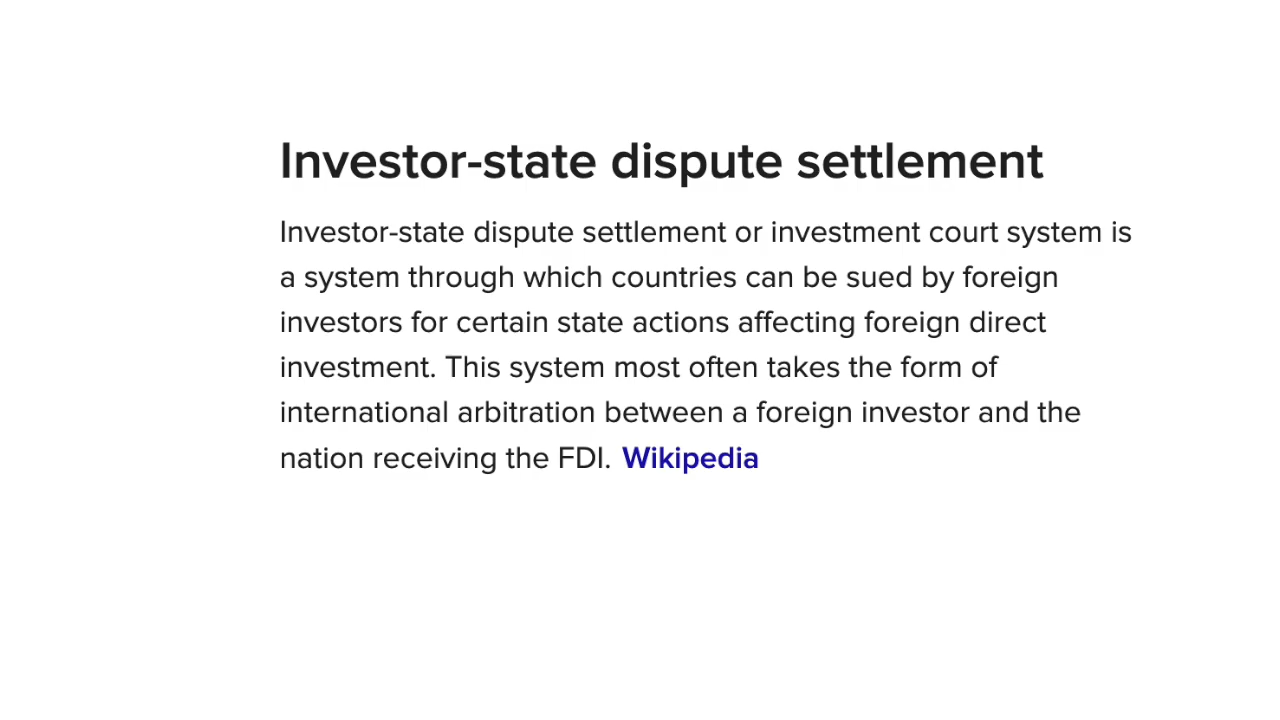 Investor-state dispute settlement
Investor-state dispute settlement or investment court system is
a system through which countries can be sued by foreign
investors for certain state actions affecting foreign direct
investment. This system most often takes the form of
international arbitration between a foreign investor and the
nation receiving the FDI. Wikipedia